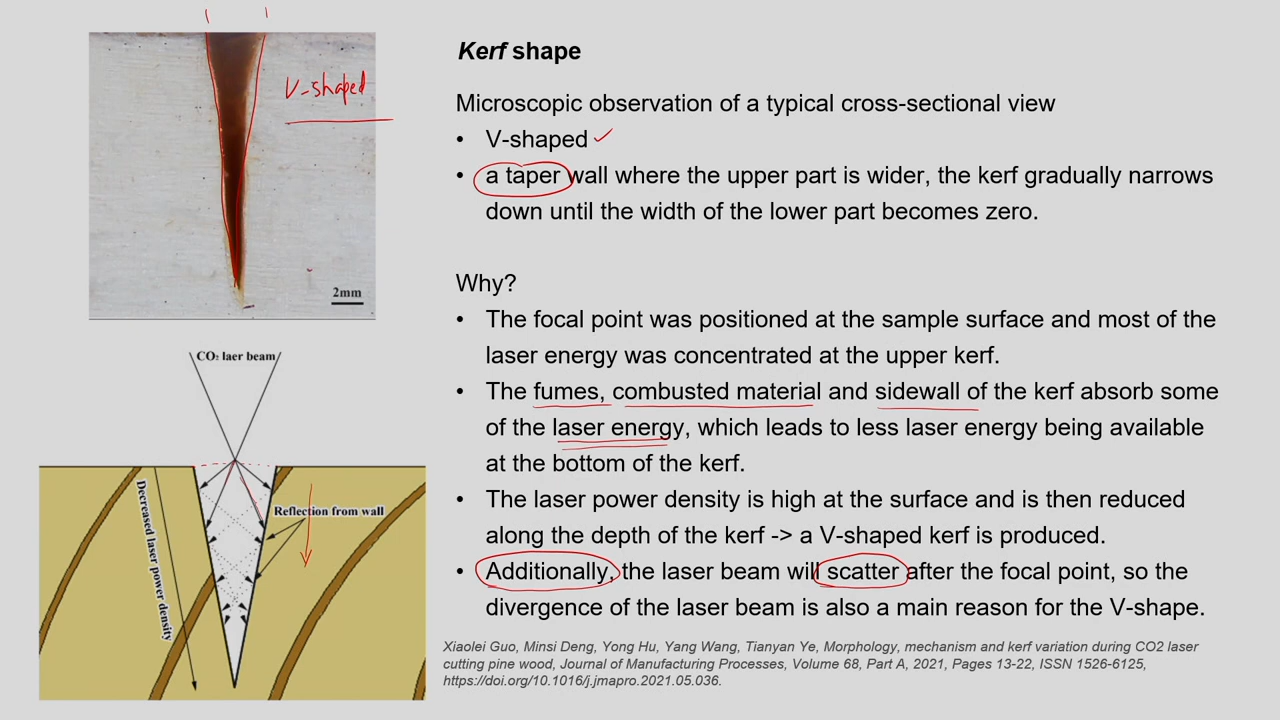 V-shaped
2mm
CO₂ laer beam
Decreased laser power density
Reflection from wall
Kerf shape
Microscopic observation of a typical cross-sectional view
• V-shaped ✓
• a taper wall where the upper part is wider, the kerf gradually narrows
down until the width of the lower part becomes zero.
Why?
• The focal point was positioned at the sample surface and most of the
laser energy was concentrated at the upper kerf.
• The fumes, combusted material and sidewall of the kerf absorb some
of the laser energy, which leads to less laser energy being available
at the bottom of the kerf.
• The laser power density is high at the surface and is then reduced
along the depth of the kerf -> a V-shaped kerf is produced.
• Additionally, the laser beam will scatter after the focal point, so the
divergence of the laser beam is also a main reason for the V-shape.
Xiaolei Guo, Minsi Deng, Yong Hu, Yang Wang, Tianyan Ye, Morphology, mechanism and kerf variation during CO2 laser
cutting pine wood, Journal of Manufacturing Processes, Volume 68, Part A, 2021, Pages 13-22, ISSN 1526-6125,
https://doi.org/10.1016/j.jmapro.2021.05.036.